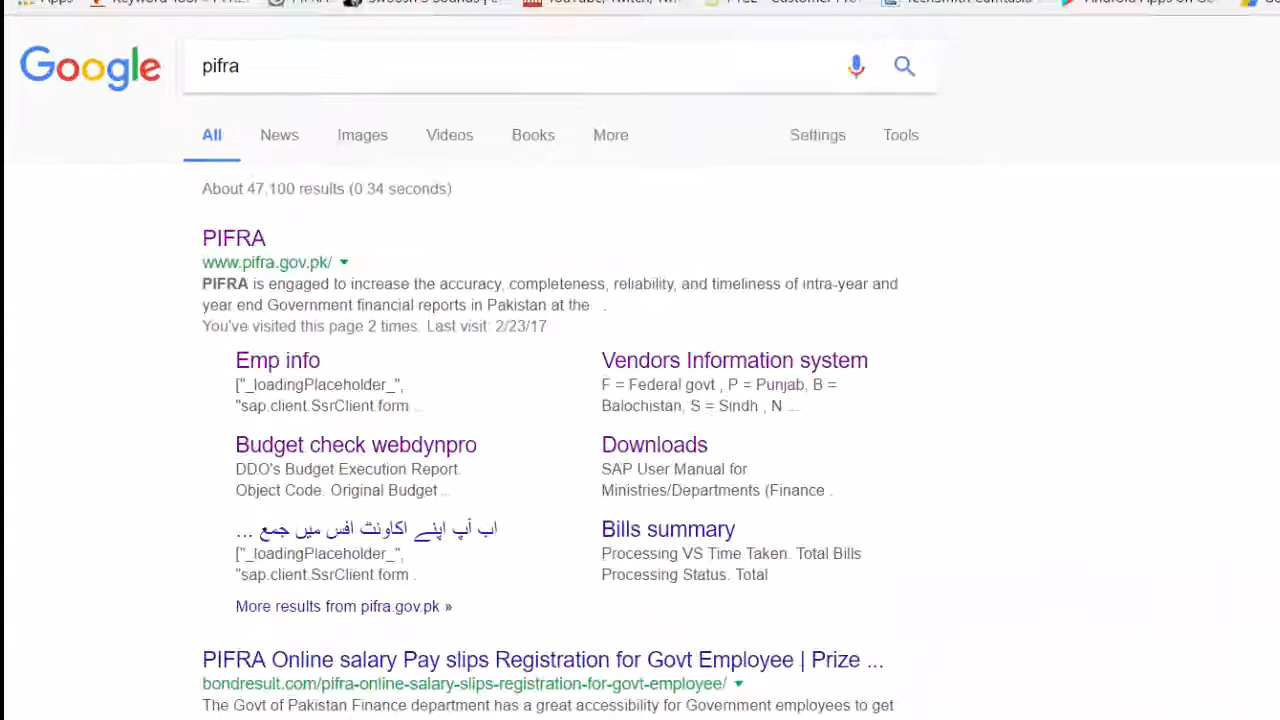 Google
pifra
All News Images Videos Books More Settings Tools
About 47,100 results (0 34 seconds)
PIFRA
www.pifra.gov.pk/
PIFRA is engaged to increase the accuracy, completeness, reliability, and timeliness of intra-year and
year end Government financial reports in Pakistan at the .
You've visited this page 2 times. Last visit: 2/23/17
Emp info
["_loadingPlaceholder_",
"sap.client.SsrClient.form ...
Vendors Information system
F = Federal govt , P = Punjab, B =
Balochistan, S = Sindh , N ...
Budget check webdynpro
DDO's Budget Execution Report.
Object Code. Original Budget ...
Downloads
SAP User Manual for
Ministries/Departments (Finance .
اب آپ اپنے اکاونٹ افس میں جمع ...
["_loadingPlaceholder_",
"sap.client.SsrClient form .
Bills summary
Processing VS Time Taken. Total Bills
Processing Status. Total
More results from pifra.gov.pk »
PIFRA Online salary Pay slips Registration for Govt Employee | Prize ...
bondresult.com/pifra-online-salary-slips-registration-for-govt-employee/
The Govt of Pakistan Finance department has a great accessibility for Government employees to get